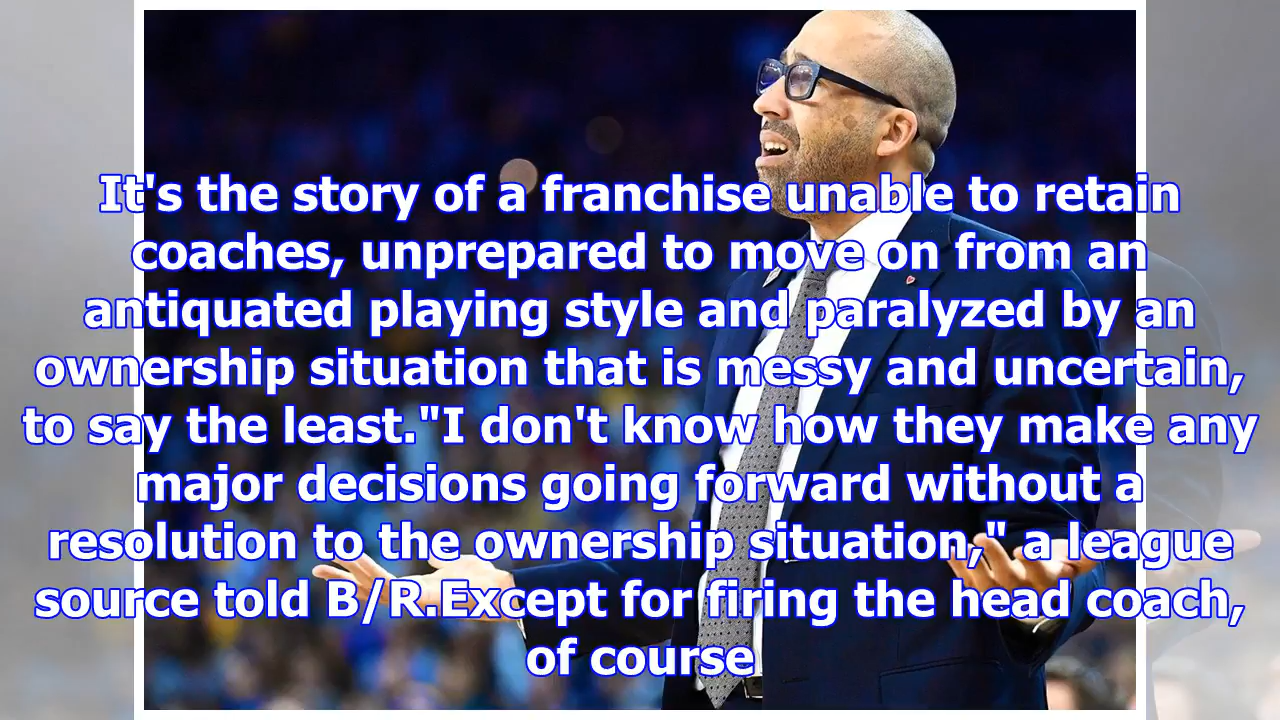 It's the story of a franchise unable to retain
coaches, unprepared to move on from an
antiquated playing style and paralyzed by an
ownership situation that is messy and uncertain,
to say the least."I don't know how they make any
major decisions going forward without a
resolution to the ownership situation," a league
source told B/R.Except for firing the head coach,
of course